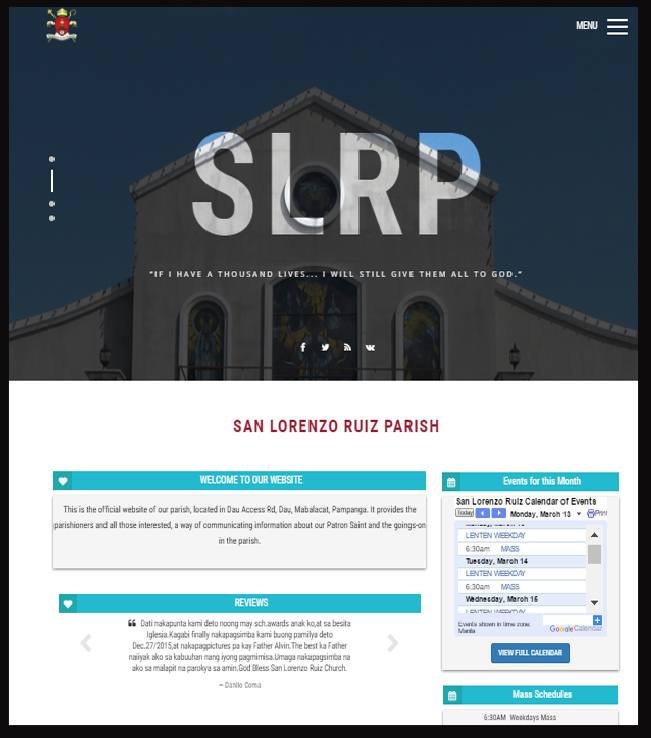 MENU
SLRP
“IF I HAVE A THOUSAND LIVES... I WILL STILL GIVE THEM ALL TO GOD.”
SAN LORENZO RUIZ PARISH
WELCOME TO OUR WEBSITE
This is the official website of our parish, located in Dau Access Rd, Dau, Mabalacat, Pampanga. It provides the
parishioners and all those interested, a way of communicating information about our Patron Saint and the goings-on
in the parish.
REVIEWS
Dati nakapunta kami dieto noong may sch.awards anak ko,at sa besita
Iglesia.Kagabi finally nakapagsimba kami buong pamilya deto
Dec.27/2015,at nakapagpictures pa kay Father Alvin.The best ka Father
naiiyak ako sa kabuuhan nang iyong pagmimisa.Umaga nakapagsimba na
ako sa malapit na paroky'a sa amin.God Bless San Lorenzo Ruiz Church.
– Danilo Coma
Events for this Month
San Lorenzo Ruiz Calendar of Events
Today Monday, March 13 Print
Monday, March 13
LENTEN WEEKDAY
6:30am MASS
Tuesday, March 14
LENTEN WEEKDAY
6:30am MASS
Wednesday, March 15
LENTEN WEEKDAY
Events shown in time zone:
Manila
Google Calendar
VIEW FULL CALENDAR
Mass Schedules
6:30AM Weekdays Mass